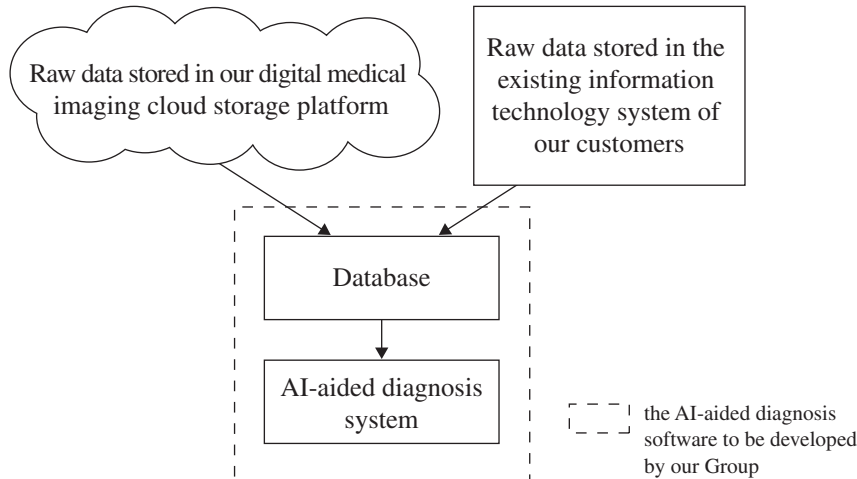 Raw data stored in our digital medical
imaging cloud storage platform
Raw data stored in the
existing information
technology system of
our customers
Database
AI-aided diagnosis
system
the AI-aided diagnosis
software to be developed
by our Group